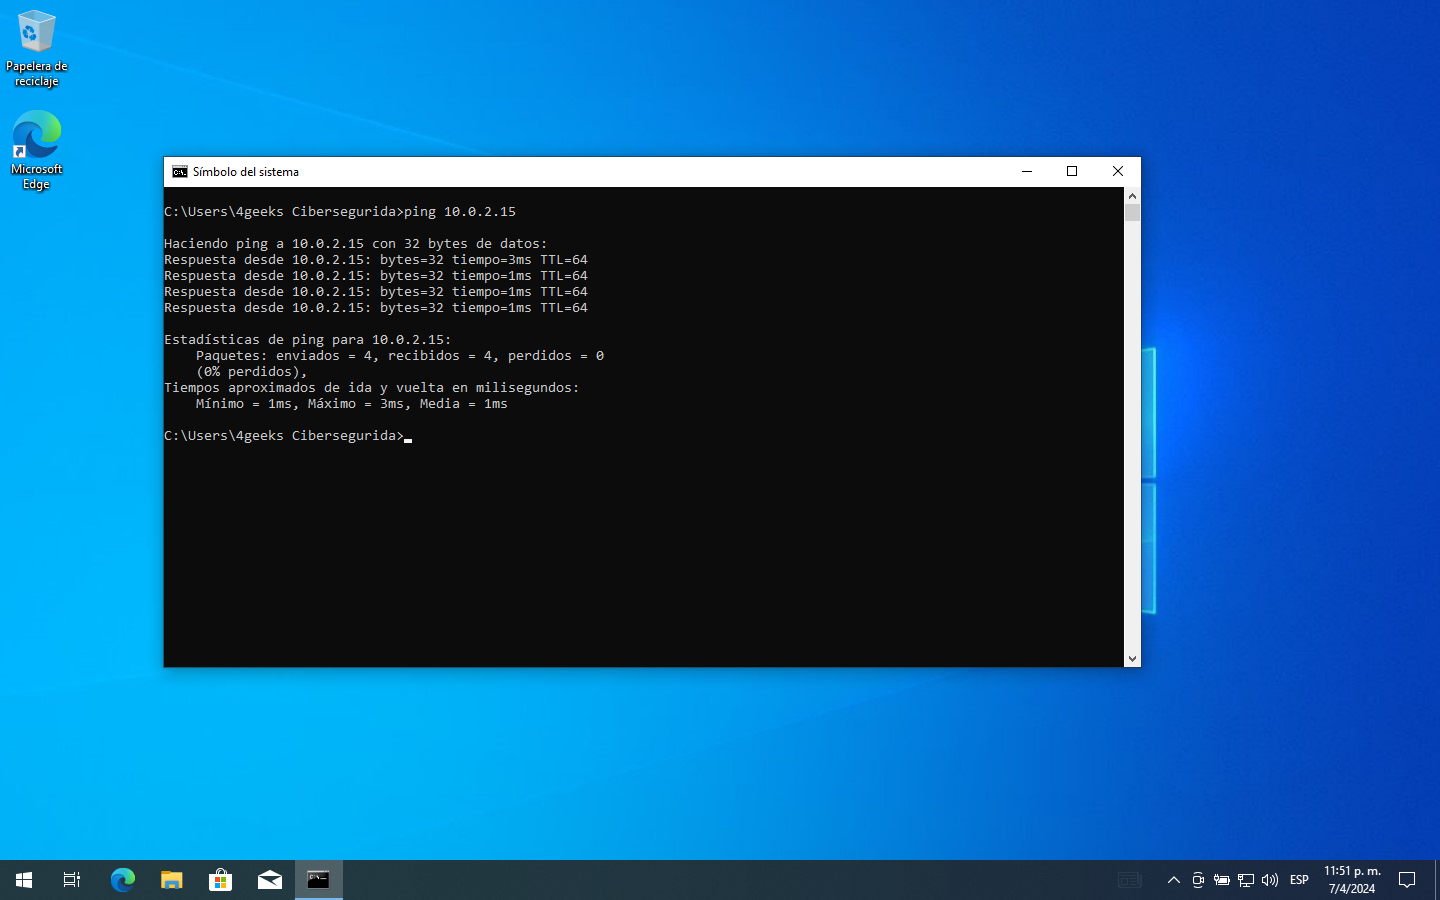 Papelera de
reciclaje
Microsoft
Edge
Símbolo del sistema
C:\Users\4geeks Cibersegurida>ping 10.0.2.15
Haciendo ping a 10.0.2.15 con 32 bytes de datos:
Respuesta desde 10.0.2.15: bytes=32 tiempo=3ms TTL=64
Respuesta desde 10.0.2.15: bytes=32 tiempo=1ms TTL=64
Respuesta desde 10.0.2.15: bytes=32 tiempo=1ms TTL=64
Respuesta desde 10.0.2.15: bytes=32 tiempo=1ms TTL=64
Estadísticas de ping para 10.0.2.15:
Paquetes: enviados = 4, recibidos = 4, perdidos = 0
(0% perdidos),
Tiempos aproximados de ida y vuelta en milisegundos:
Mínimo = 1ms, Máximo = 3ms, Media = 1ms
C:\Users\4geeks Cibersegurida>
ESP
11:51 p. m.
7/4/2024